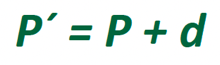 P´ = P + d